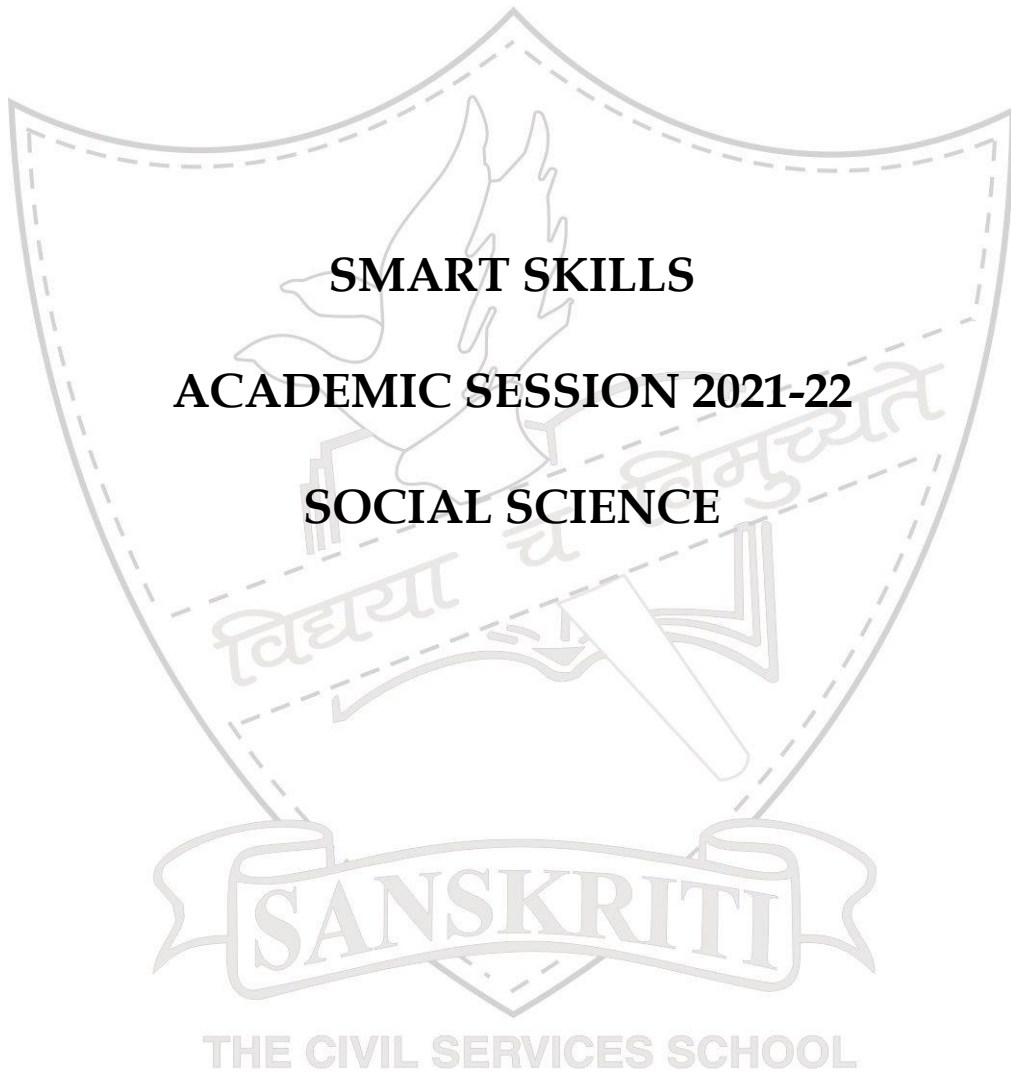 SMART SKILLS
ACADEMIC SESSION 2021-22
SOCIAL SCIENCE
विद्यया च विमुच्यते
SANSKRITI
THE CIVIL SERVICES SCHOOL